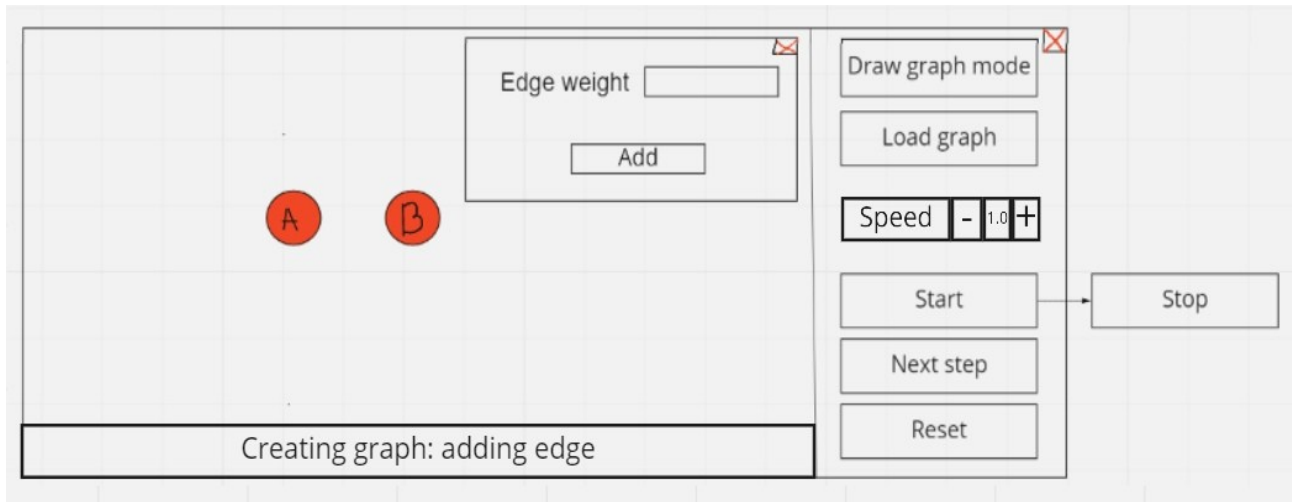 Edge weight
Add
A
B
Creating graph: adding edge
Draw graph mode
Load graph
Speed - 1.0 +
Start
Stop
Next step
Reset